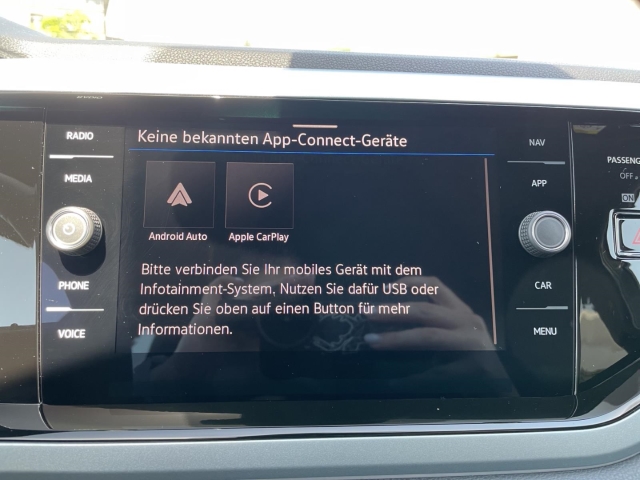 RADIO
MEDIA
PHONE
VOICE
Keine bekannten App-Connect-Geräte
Android Auto
Apple CarPlay
Bitte verbinden Sie Ihr mobiles Gerät mit dem
Infotainment-System. Nutzen Sie dafür USB oder
drücken Sie oben auf einen Button für mehr
Informationen.
NAV
APP
CAR
MENU
PASSENG
OFF
ON